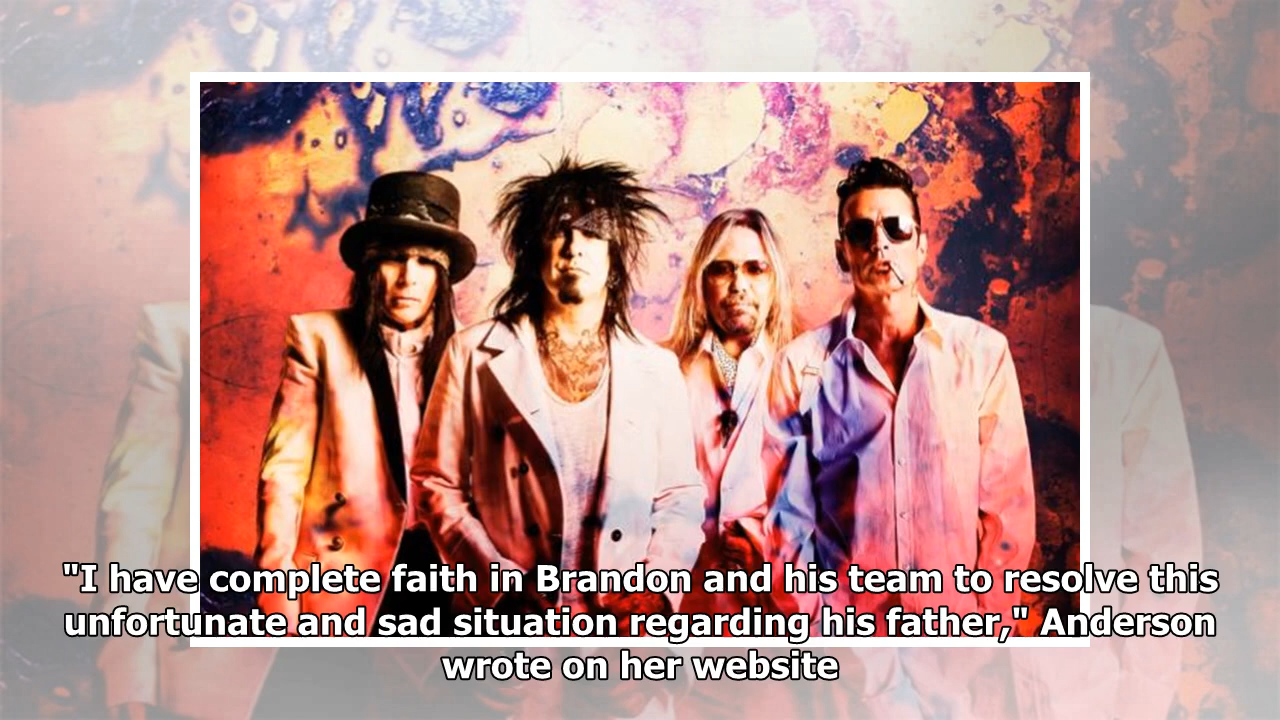 "I have complete faith in Brandon and his team to resolve this
unfortunate and sad situation regarding his father," Anderson
wrote on her website